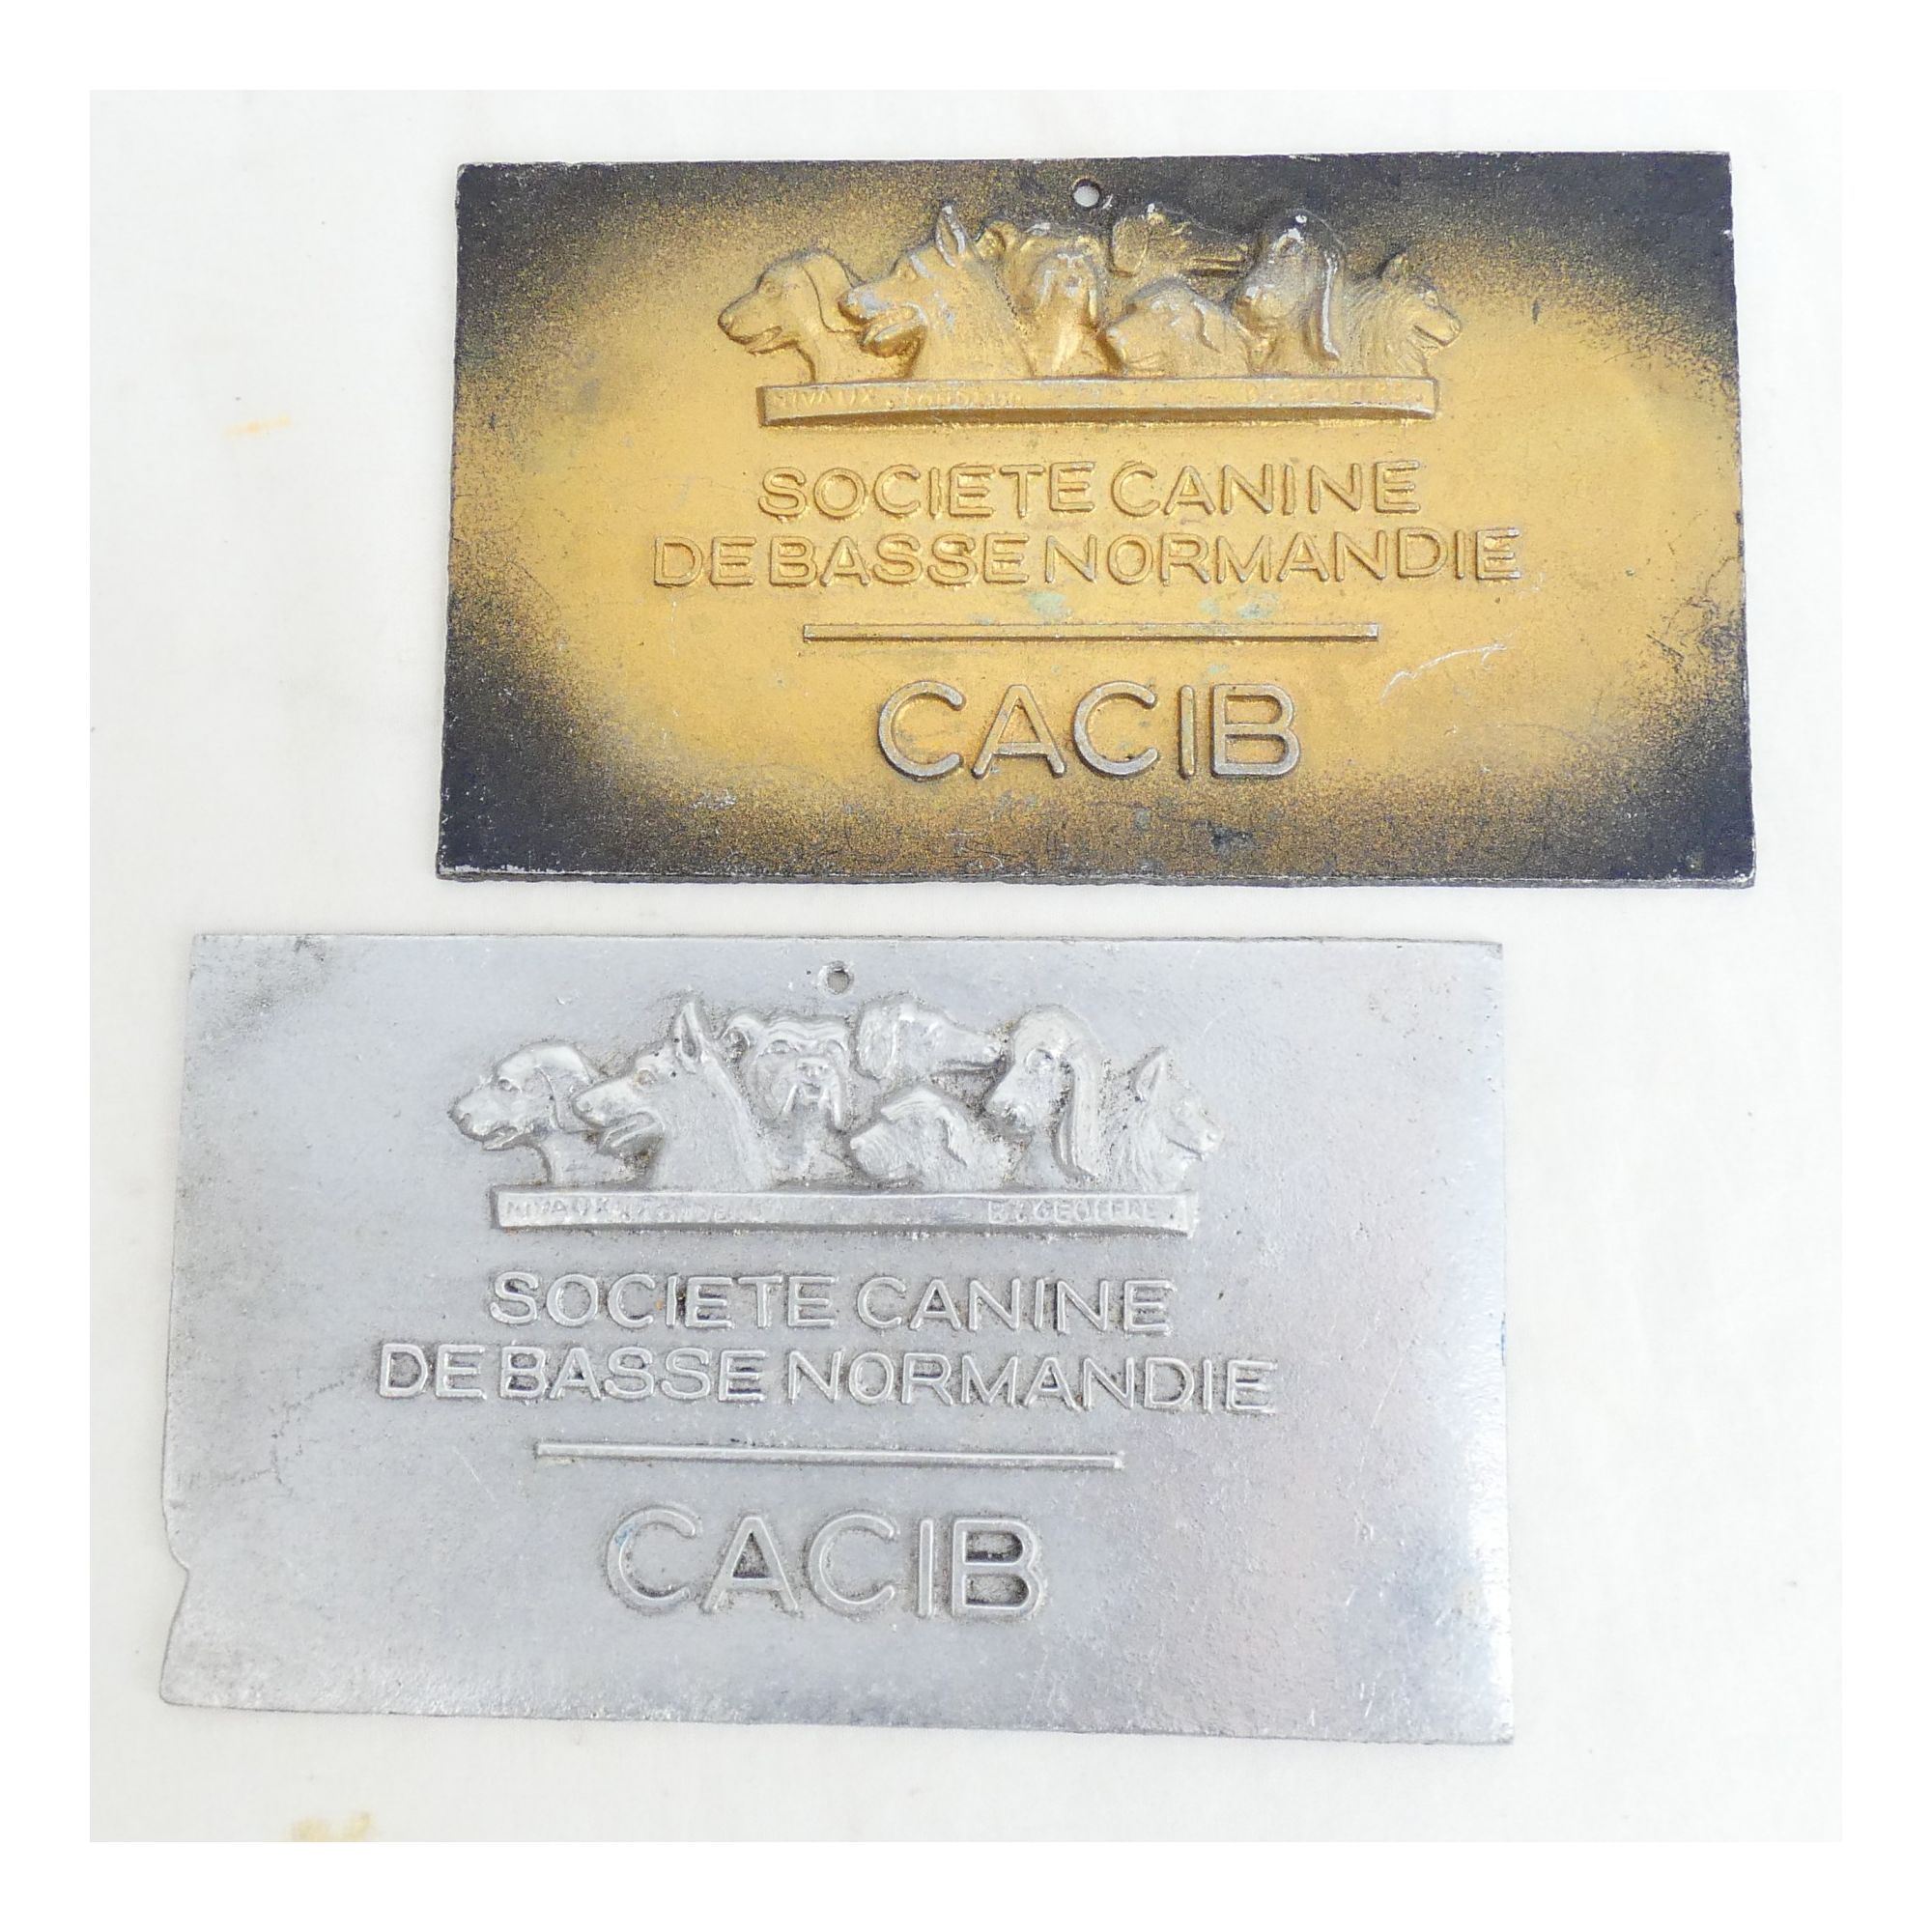 SOCIETE CANINE
DE BASSE NORMANDIE
CACIB
SOCIETE CANINE
DE BASSE NORMANDIE
CACIB